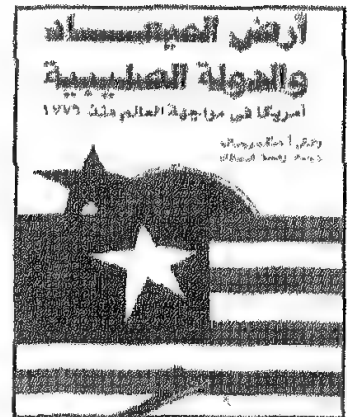 أرض الميعاد
والدولة الصليبية
أمريكا في مواجهة العالم منذ ١٧٧٦